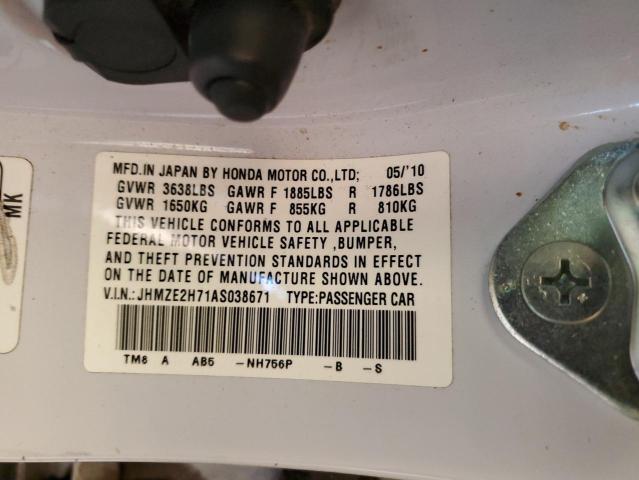 MFD.IN JAPAN BY HONDA MOTOR CO.,LTD; 05/'10
GVWR 3638LBS GAWR F 1885LBS R 1786LBS
GVWR 1650KG GAWR F 855KG R 810KG
THIS VEHICLE CONFORMS TO ALL APPLICABLE
FEDERAL MOTOR VEHICLE SAFETY ,BUMPER,
AND THEFT PREVENTION STANDARDS IN EFFECT
ON THE DATE OF MANUFACTURE SHOWN ABOVE.
V.I.N.: JHMZE2H71AS038671 TYPE:PASSENGER CAR
TM8 A AB5 -NH756P -B -S
MK